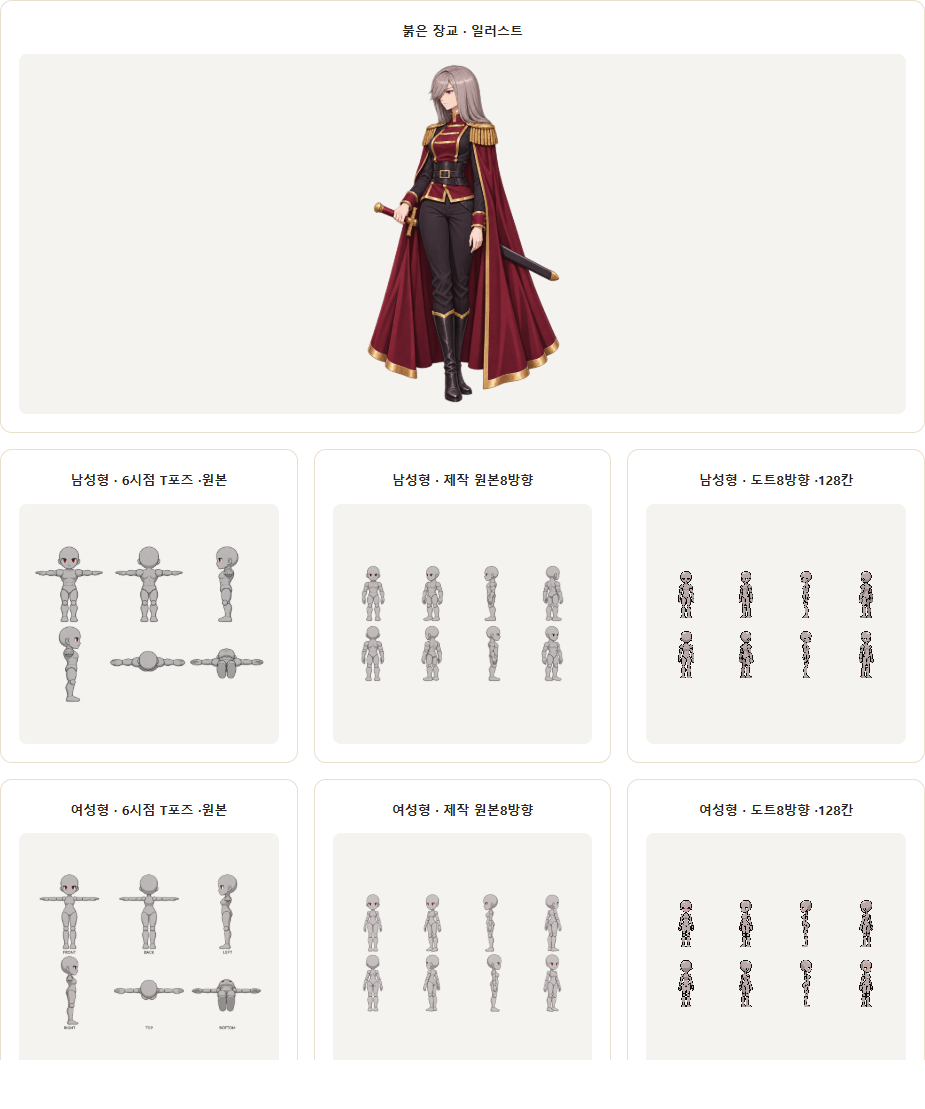 붉은 장교 · 일러스트
남성형 · 6시점 T포즈 ·원본
남성형 · 제작 원본8방향
남성형 · 도트8방향 ·128칸
여성형 · 6시점 T포즈 ·원본
여성형 · 제작 원본8방향
여성형 · 도트8방향 ·128칸
FRONT
BACK
LEFT
RIGHT
TOP
BOTTOM